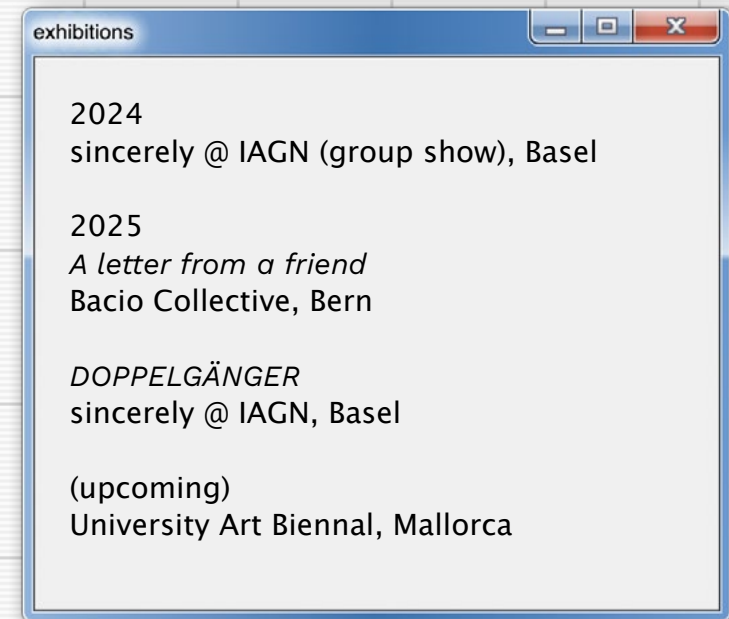 exhibitions
2024
sincerely @ IAGN (group show), Basel
2025
A letter from a friend
Bacio Collective, Bern
DOPPELGÄNGER
sincerely @ IAGN, Basel
(upcoming)
University Art Biennal, Mallorca